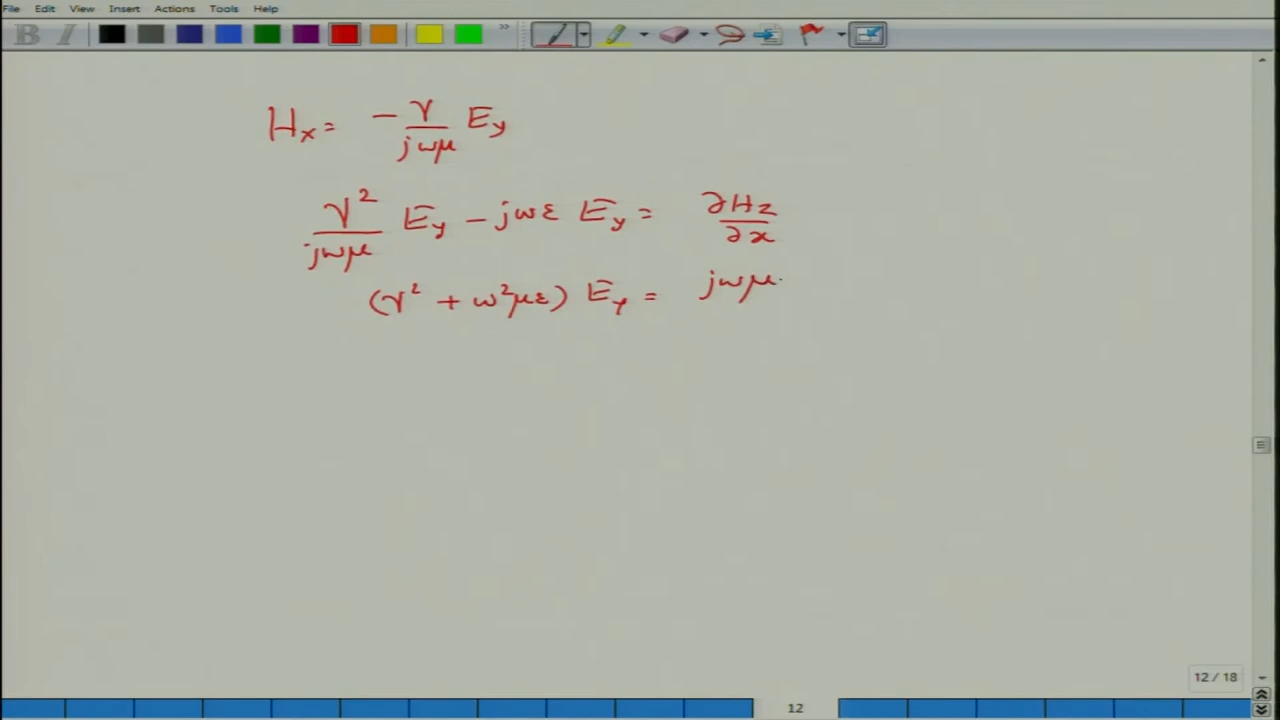 File Edit View Insert Actions Tools Help
B I »
Hx = - γ/jωμ Ey
γ²/jωμ Ey - jωε Ey = ∂Hz/∂x
(γ² + ω²με) Ey = jωμ
12 / 18
12